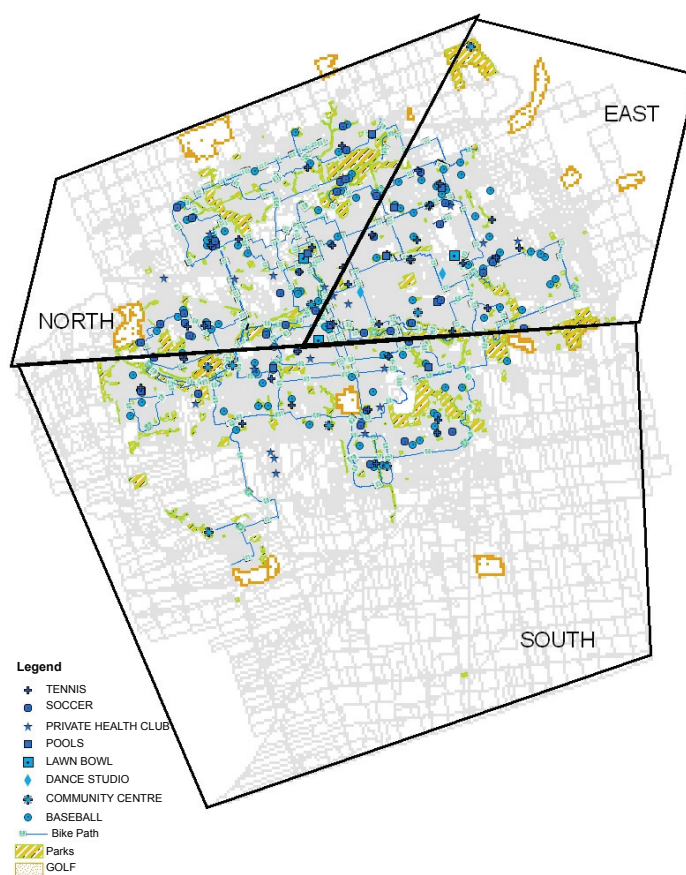 EAST
NORTH
SOUTH
Legend
TENNIS
SOCCER
PRIVATE HEALTH CLUB
POOLS
LAWN BOWL
DANCE STUDIO
COMMUNITY CENTRE
BASEBALL
Bike Path
Parks
GOLF